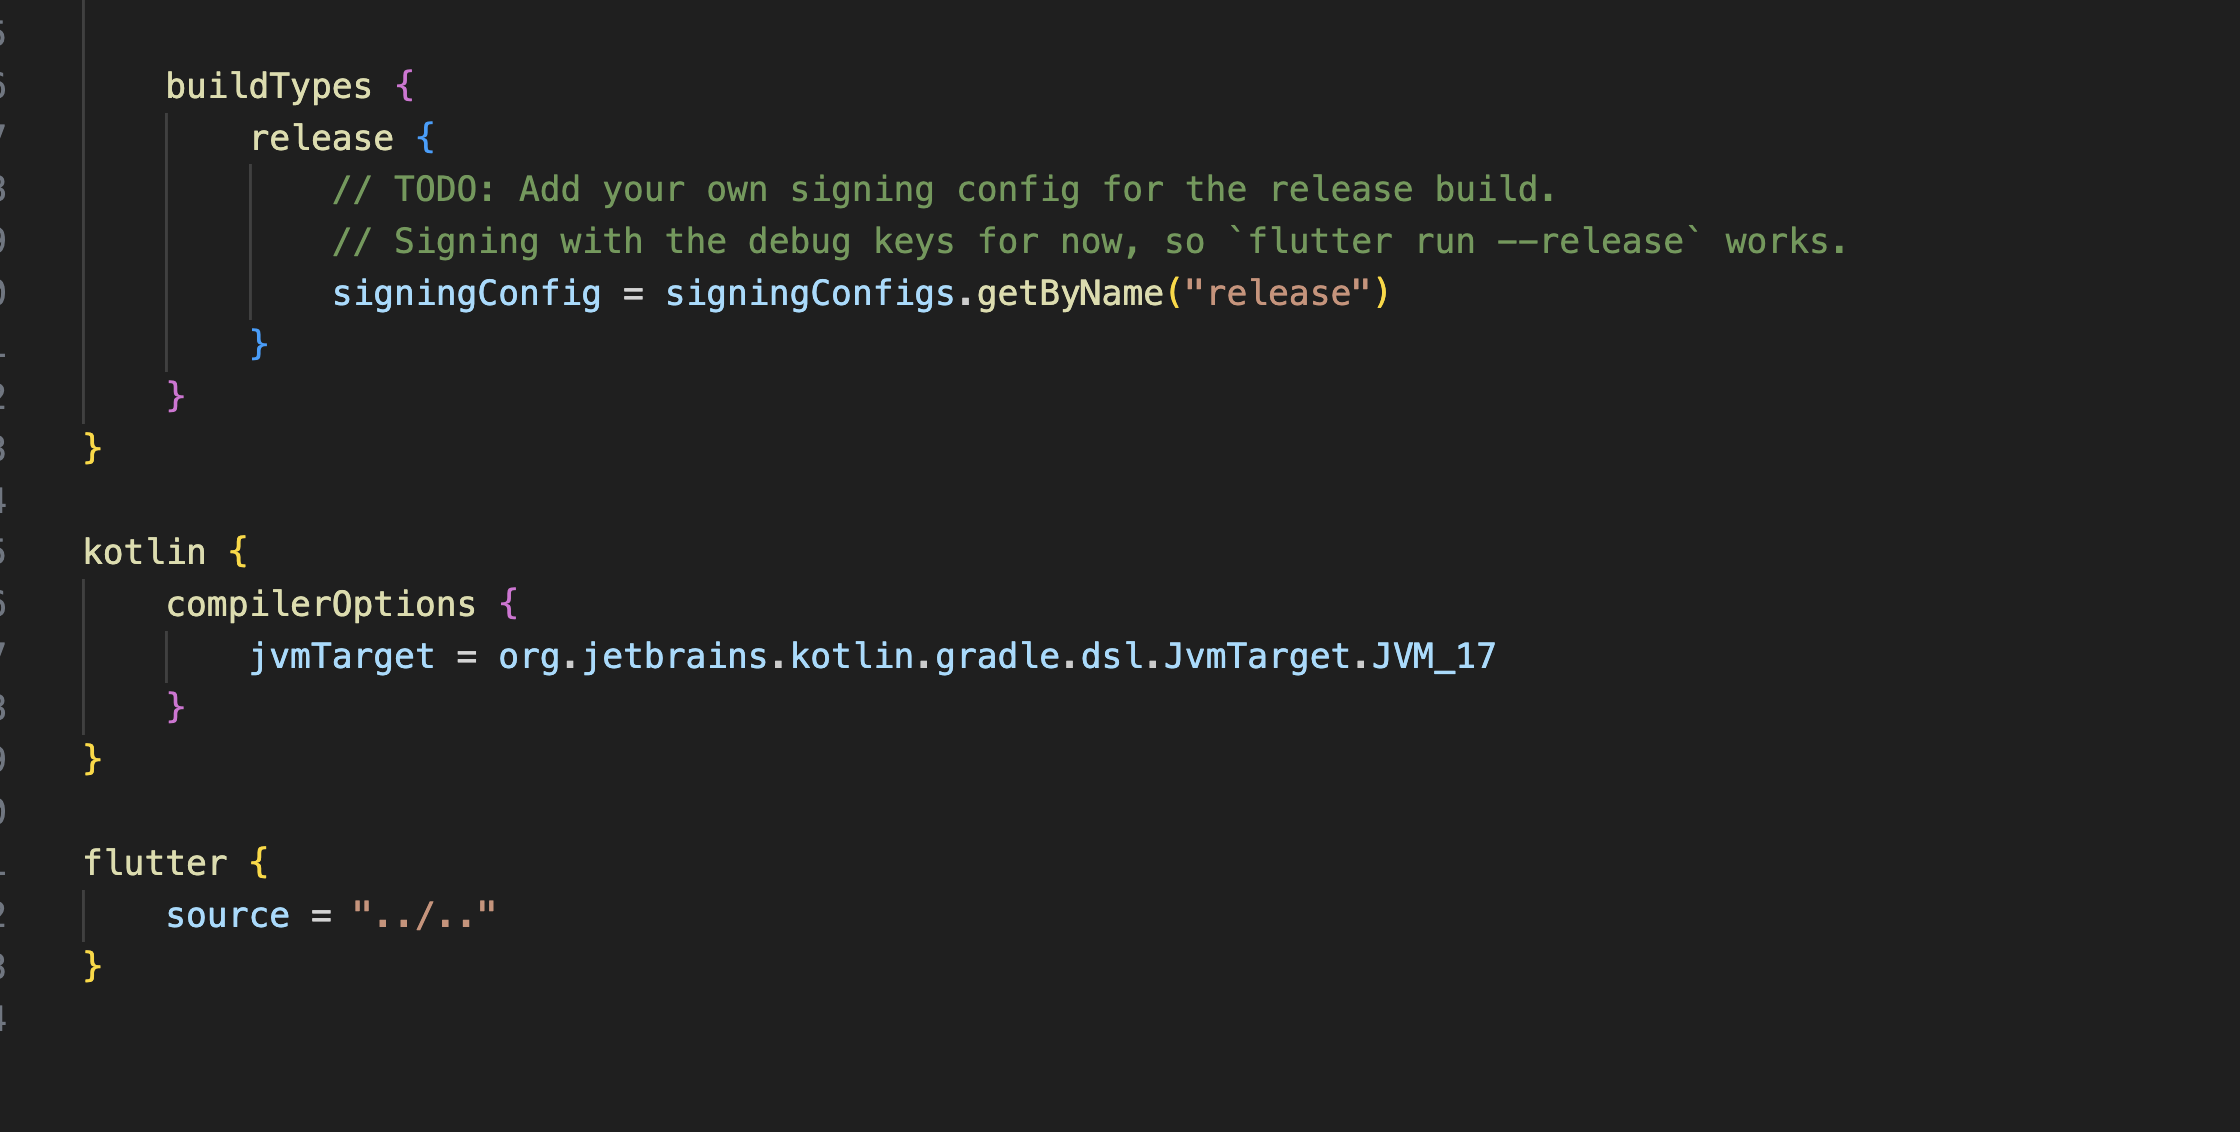 buildTypes {
release {
// TODO: Add your own signing config for the release build.
// Signing with the debug keys for now, so `flutter run --release` works.
signingConfig = signingConfigs.getByName("release")
}
}
}
kotlin {
compilerOptions {
jvmTarget = org.jetbrains.kotlin.gradle.dsl.JvmTarget.JVM_17
}
}
flutter {
source = "../.."
}